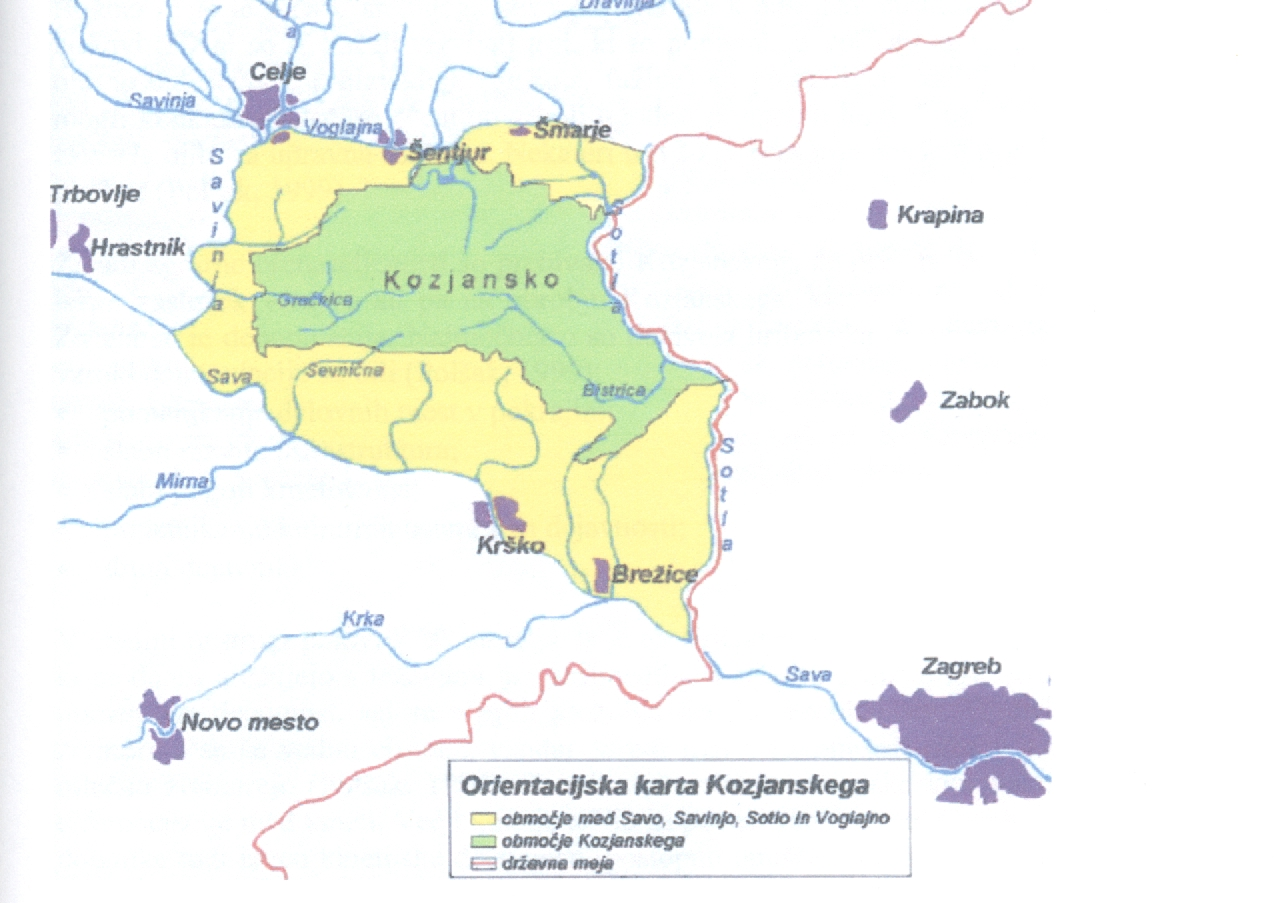 Dravinja
a
Celje
Savinja
Voglajna
Šmarje
Šentjur
Savinja
Trbovlje
Krapina
Hrastnik
Sotla
Kozjansko
Gračnica
Sava
Sevnična
Bistrica
Zabok
Sotla
Mirna
Krško
Brežice
Krka
Zagreb
Sava
Novo mesto
Orientacijska karta Kozjanskega
območje med Savo, Savinjo, Sotlo in Voglajno
območje Kozjanskega
državna meja